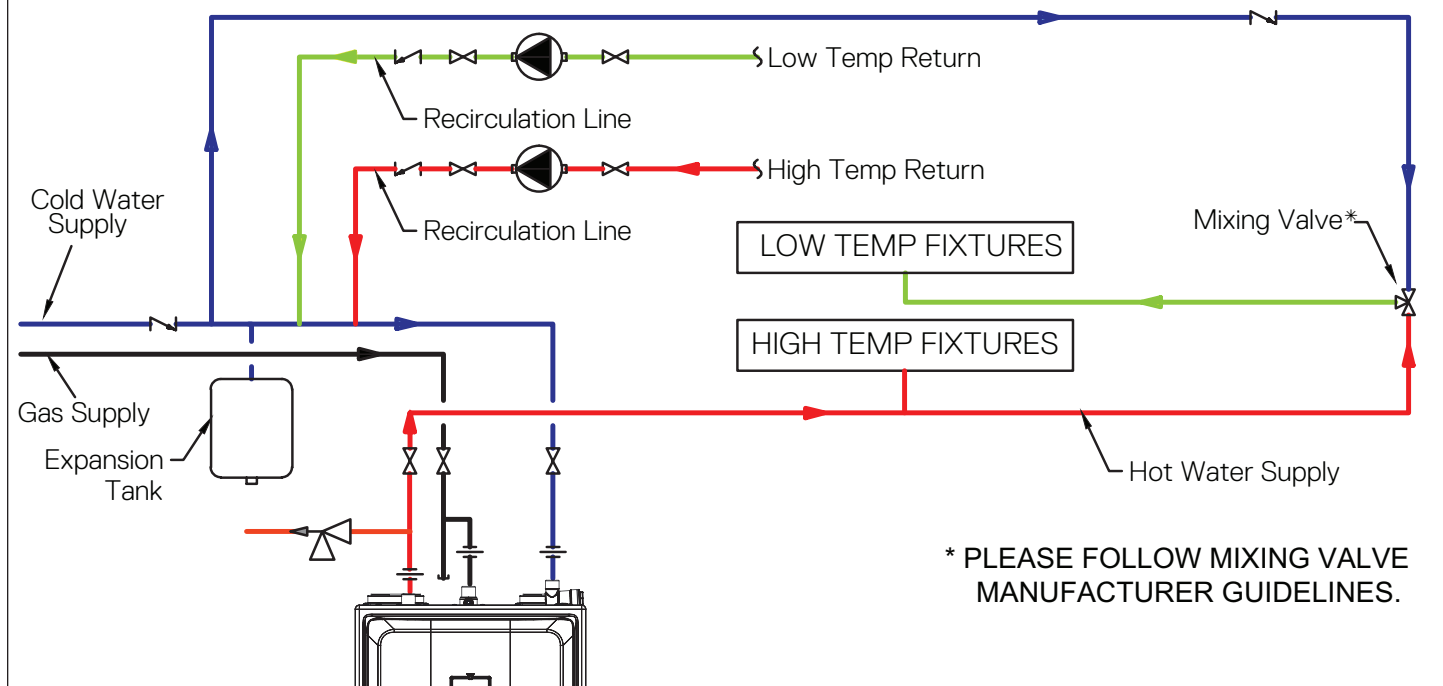 Low Temp Return
Recirculation Line
High Temp Return
Recirculation Line
Cold Water
Supply
Mixing Valve*
LOW TEMP FIXTURES
HIGH TEMP FIXTURES
Gas Supply
Expansion
Tank
Hot Water Supply
* PLEASE FOLLOW MIXING VALVE
MANUFACTURER GUIDELINES.